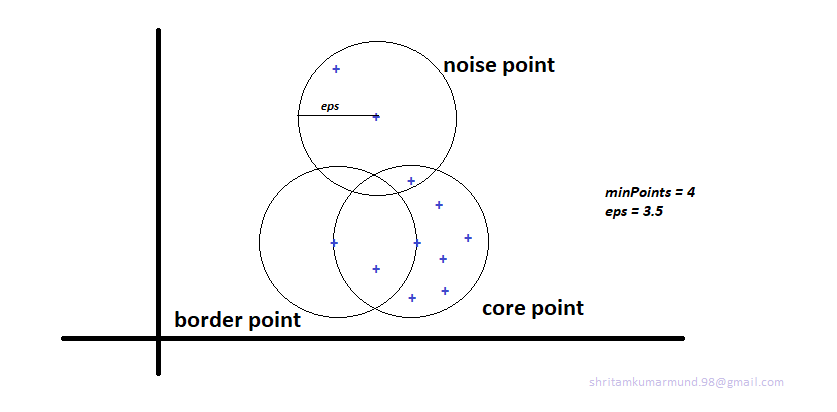 noise point
eps
minPoints = 4
eps = 3.5
core point
border point
shritamkumarmund.98@gmail.com